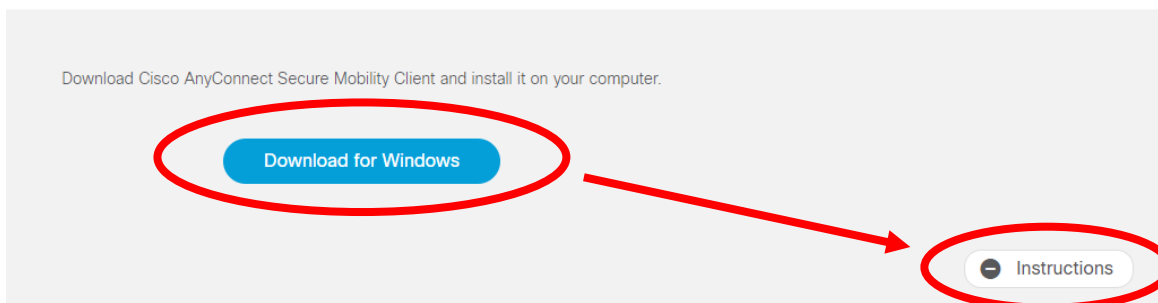 Download Cisco AnyConnect Secure Mobility Client and install it on your computer.
Download for Windows
Instructions